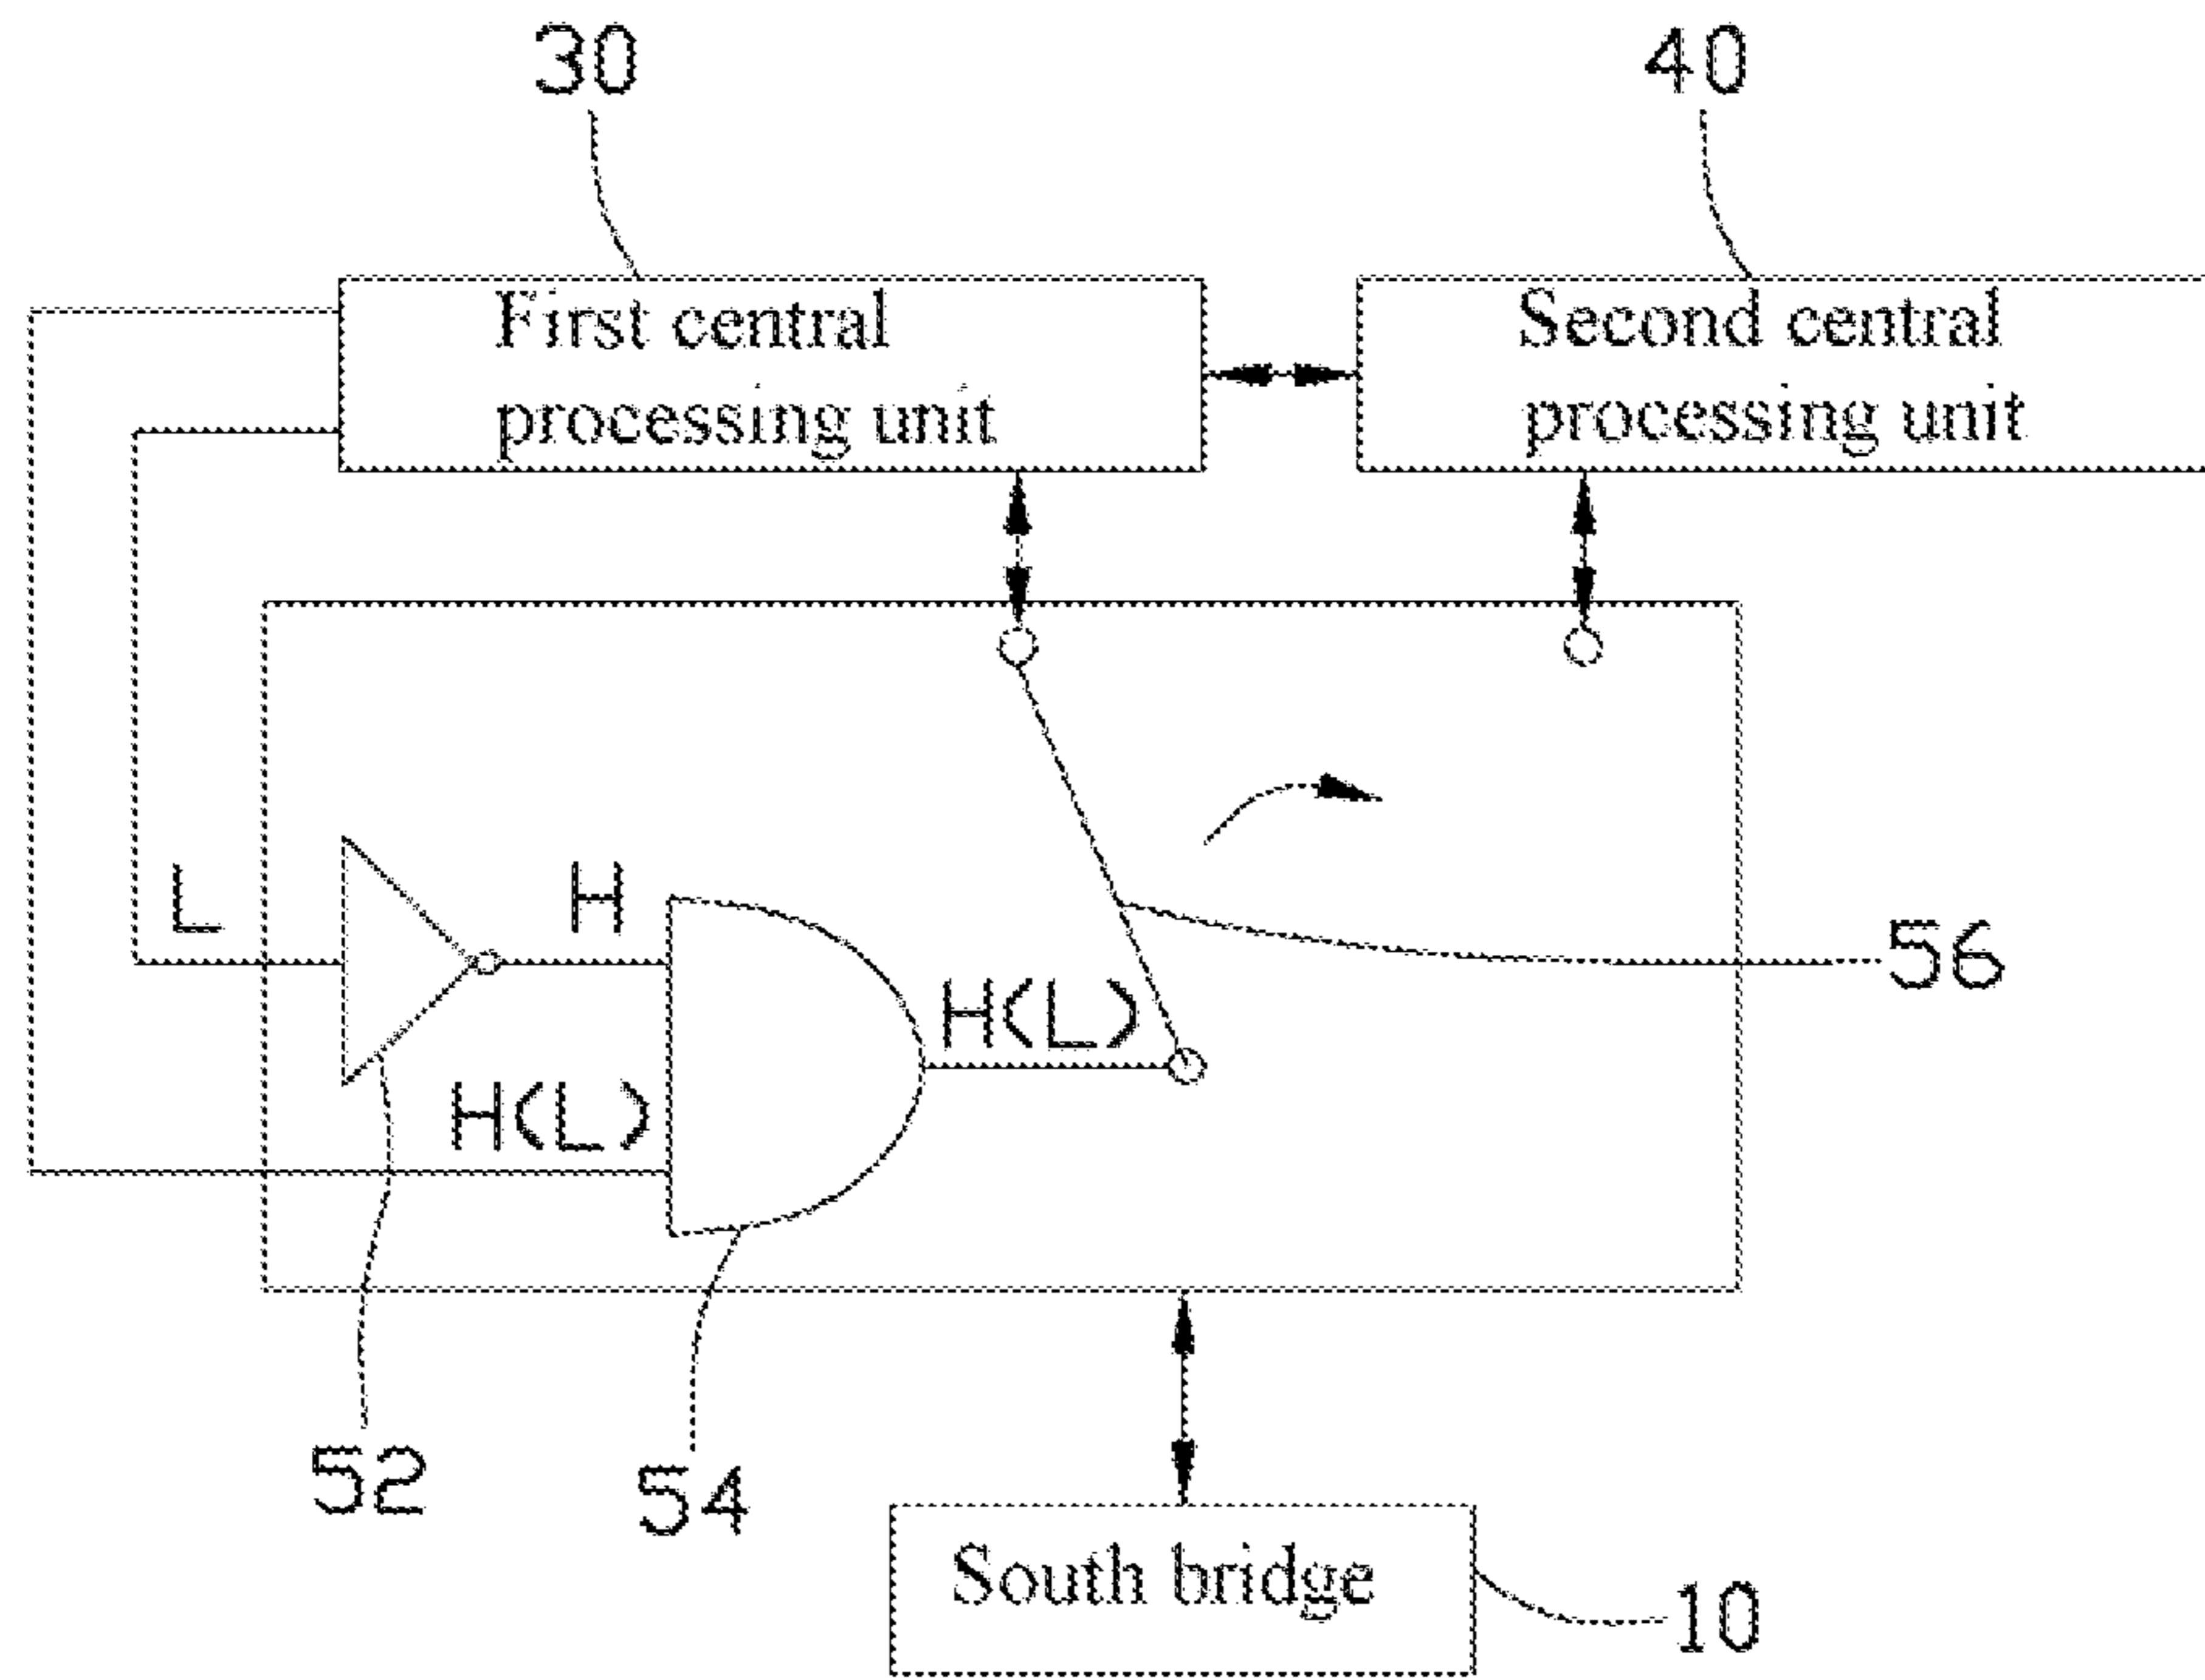 30
40
First central
processing unit
Second central
processing unit
L
H
H(L)
H(L)
56
52
54
South bridge
10